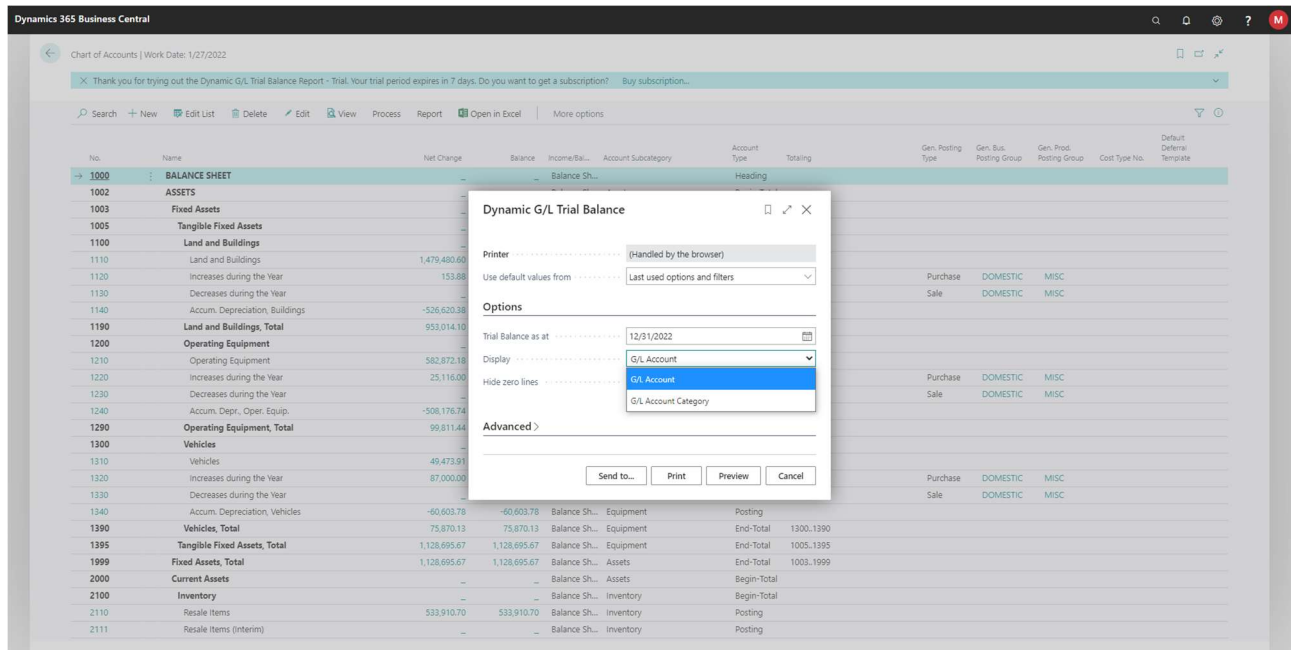 Dynamics 365 Business Central
? M
Chart of Accounts | Work Date: 1/27/2022
Thank you for trying out the Dynamic G/L Trial Balance Report - Trial. Your trial period expires in 7 days. Do you want to get a subscription? Buy subscription...
Search + New Edit List Delete Edit View Process Report Open in Excel More options
No. Name Net Change Balance Income/Bal... Account Subcategory Account Type Totaling Gen. Posting Type Gen. Bus. Posting Group Gen. Prod. Posting Group Cost Type No. Default Deferral Template
→ 1000 BALANCE SHEET _ _ Balance Sh... Heading
1002 ASSETS _
1003 Fixed Assets _
1005 Tangible Fixed Assets _
1100 Land and Buildings _
1110 Land and Buildings 1,479,480.60
1120 Increases during the Year 153.88 Purchase DOMESTIC MISC
1130 Decreases during the Year _ Sale DOMESTIC MISC
1140 Accum. Depreciation, Buildings -526,620.38
1190 Land and Buildings, Total 953,014.10
1200 Operating Equipment _
1210 Operating Equipment 582,872.18
1220 Increases during the Year 25,116.00 Purchase DOMESTIC MISC
1230 Decreases during the Year _ Sale DOMESTIC MISC
1240 Accum. Depr., Oper. Equip. -508,176.74
1290 Operating Equipment, Total 99,811.44
1300 Vehicles _
1310 Vehicles 49,473.91
1320 Increases during the Year 87,000.00 Purchase DOMESTIC MISC
1330 Decreases during the Year _ Sale DOMESTIC MISC
1340 Accum. Depreciation, Vehicles -60,603.78 -60,603.78 Balance Sh... Equipment Posting
1390 Vehicles, Total 75,870.13 75,870.13 Balance Sh... Equipment End-Total 1300..1390
1395 Tangible Fixed Assets, Total 1,128,695.67 1,128,695.67 Balance Sh... Equipment End-Total 1005..1395
1999 Fixed Assets, Total 1,128,695.67 1,128,695.67 Balance Sh... Assets End-Total 1003..1999
2000 Current Assets _ _ Balance Sh... Assets Begin-Total
2100 Inventory _ _ Balance Sh... Inventory Begin-Total
2110 Resale Items 533,910.70 533,910.70 Balance Sh... Inventory Posting
2111 Resale Items (Interim) _ _ Balance Sh... Inventory Posting
Dynamic G/L Trial Balance
Printer (Handled by the browser)
Use default values from Last used options and filters
Options
Trial Balance as at 12/31/2022
Display G/L Account
Hide zero lines G/L Account
G/L Account Category
Advanced >
Send to... Print Preview Cancel